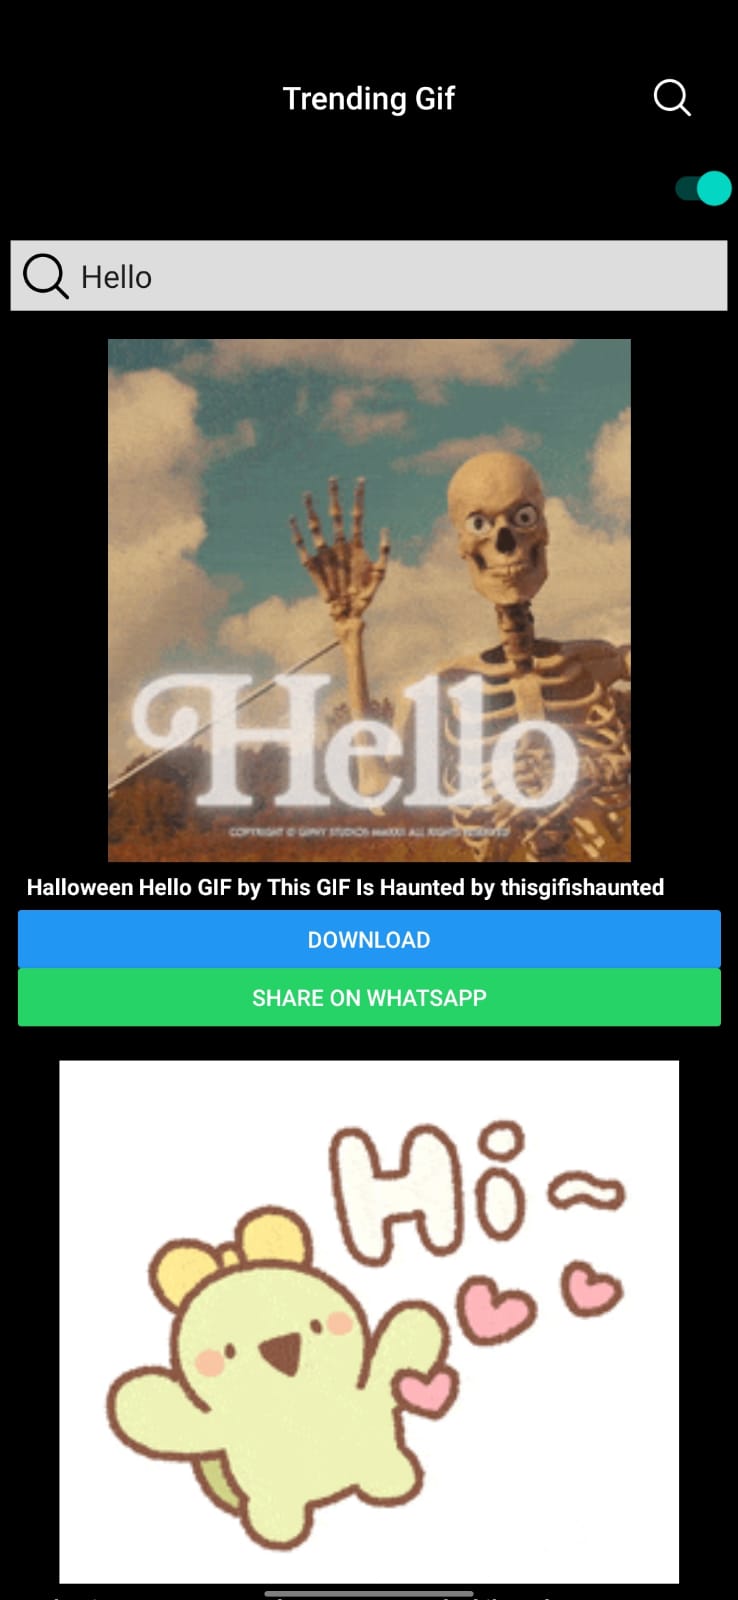 Trending Gif
Hello
Hello
COPYRIGHT © GIPHY STUDIOS MMXXII ALL RIGHTS RESERVED
Halloween Hello GIF by This GIF Is Haunted by thisgifishaunted
DOWNLOAD
SHARE ON WHATSAPP
Hi~